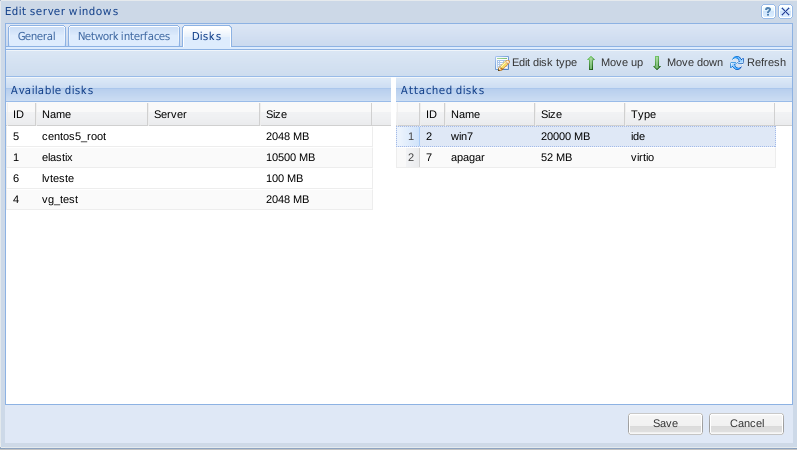 Edit server windows ?
General Network interfaces Disks
Edit disk type Move up Move down Refresh
Available disks Attached disks
ID Name Server Size ID Name Size Type
5 centos5_root 2048 MB 1 2 win7 20000 MB ide
1 elastix 10500 MB 2 7 apagar 52 MB virtio
6 lvteste 100 MB
4 vg_test 2048 MB
Save Cancel